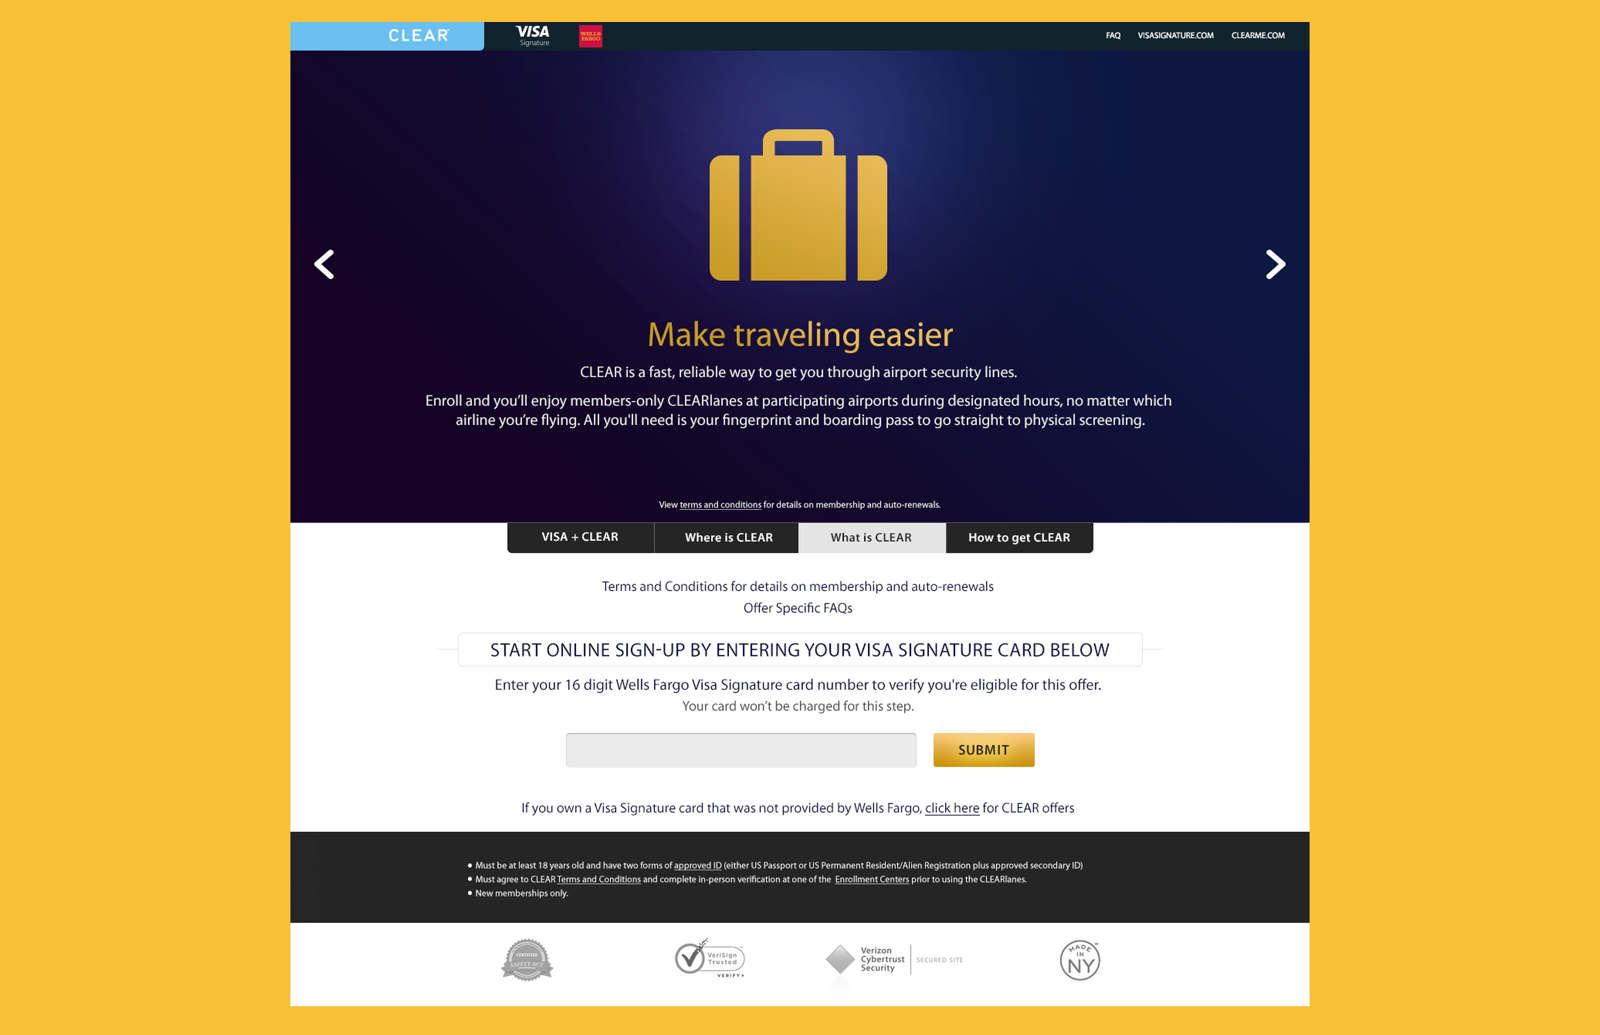 CLEAR
VISA
Signature
WELLS
FARGO
FAQ VISASIGNATURE.COM CLEARME.COM
Make traveling easier
CLEAR is a fast, reliable way to get you through airport security lines.
Enroll and you’ll enjoy members-only CLEARlanes at participating airports during designated hours, no matter which
airline you’re flying. All you'll need is your fingerprint and boarding pass to go straight to physical screening.
View terms and conditions for details on membership and auto-renewals.
VISA + CLEAR Where is CLEAR What is CLEAR How to get CLEAR
Terms and Conditions for details on membership and auto-renewals
Offer Specific FAQs
START ONLINE SIGN-UP BY ENTERING YOUR VISA SIGNATURE CARD BELOW
Enter your 16 digit Wells Fargo Visa Signature card number to verify you're eligible for this offer.
Your card won’t be charged for this step.
SUBMIT
If you own a Visa Signature card that was not provided by Wells Fargo, click here for CLEAR offers
• Must be at least 18 years old and have two forms of approved ID (either US Passport or US Permanent Resident/Alien Registration plus approved secondary ID)
• Must agree to CLEAR Terms and Conditions and complete in-person verification at one of the Enrollment Centers prior to using the CLEARlanes.
• New memberships only.
CERTIFIED
SAFETY ACT
VeriSign
Trusted
VERIFY
Verizon
Cybertrust
Security
SECURED SITE
MADE
IN
NY